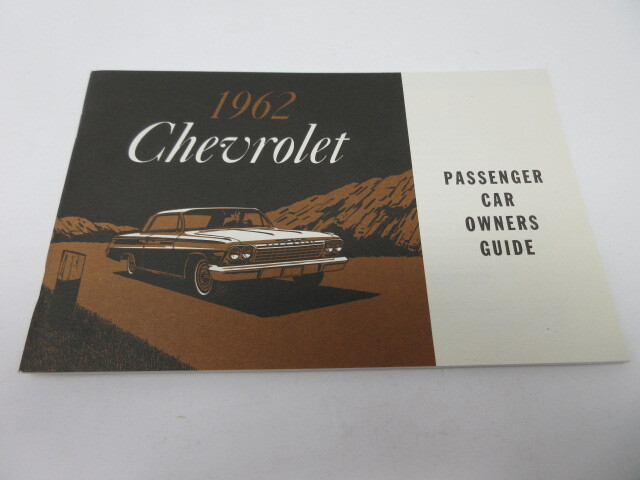 1962
Chevrolet
PASSENGER
CAR
OWNERS
GUIDE